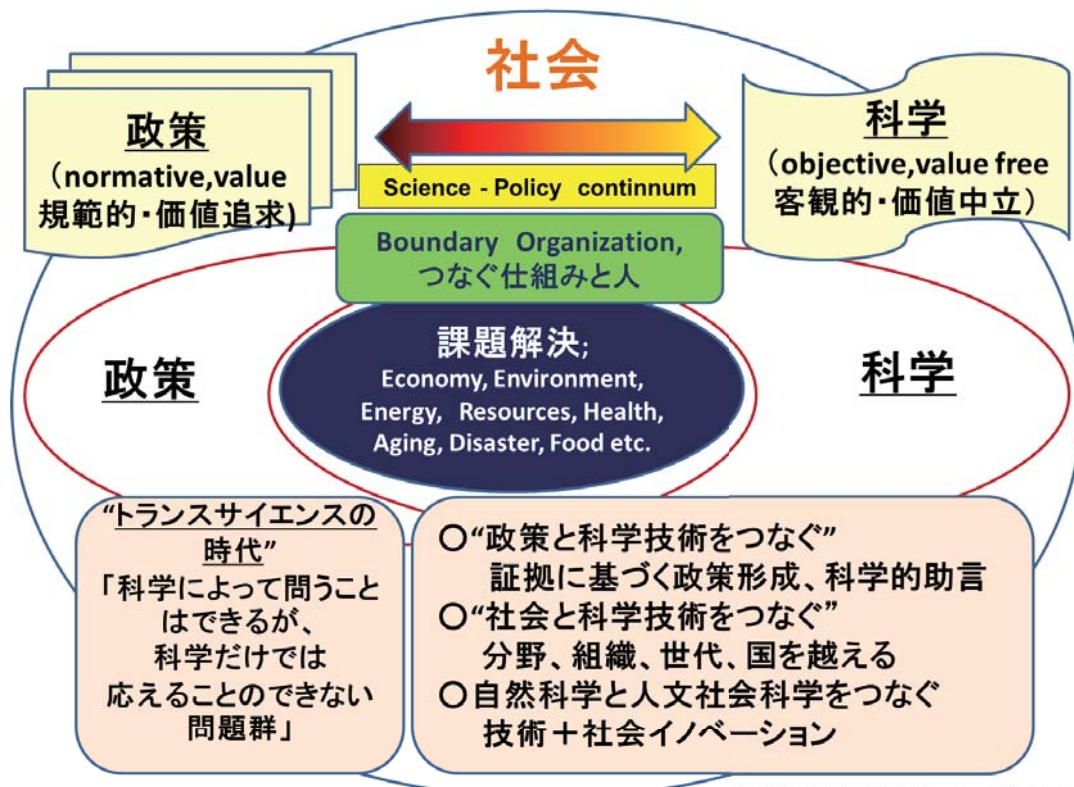 社会
政策
（normative,value
規範的・価値追求)
科学
（objective,value free
客観的・価値中立）
Science - Policy continnum
Boundary Organization,
つなぐ仕組みと人
課題解決;
Economy, Environment,
Energy, Resources, Health,
Aging, Disaster, Food etc.
政策
科学
“トランスサイエンスの
時代”
「科学によって問うこと
はできるが、
科学だけでは
応えることのできない
問題群」
○“政策と科学技術をつなぐ”
証拠に基づく政策形成、科学的助言
○“社会と科学技術をつなぐ”
分野、組織、世代、国を越える
○自然科学と人文社会科学をつなぐ
技術＋社会イノベーション